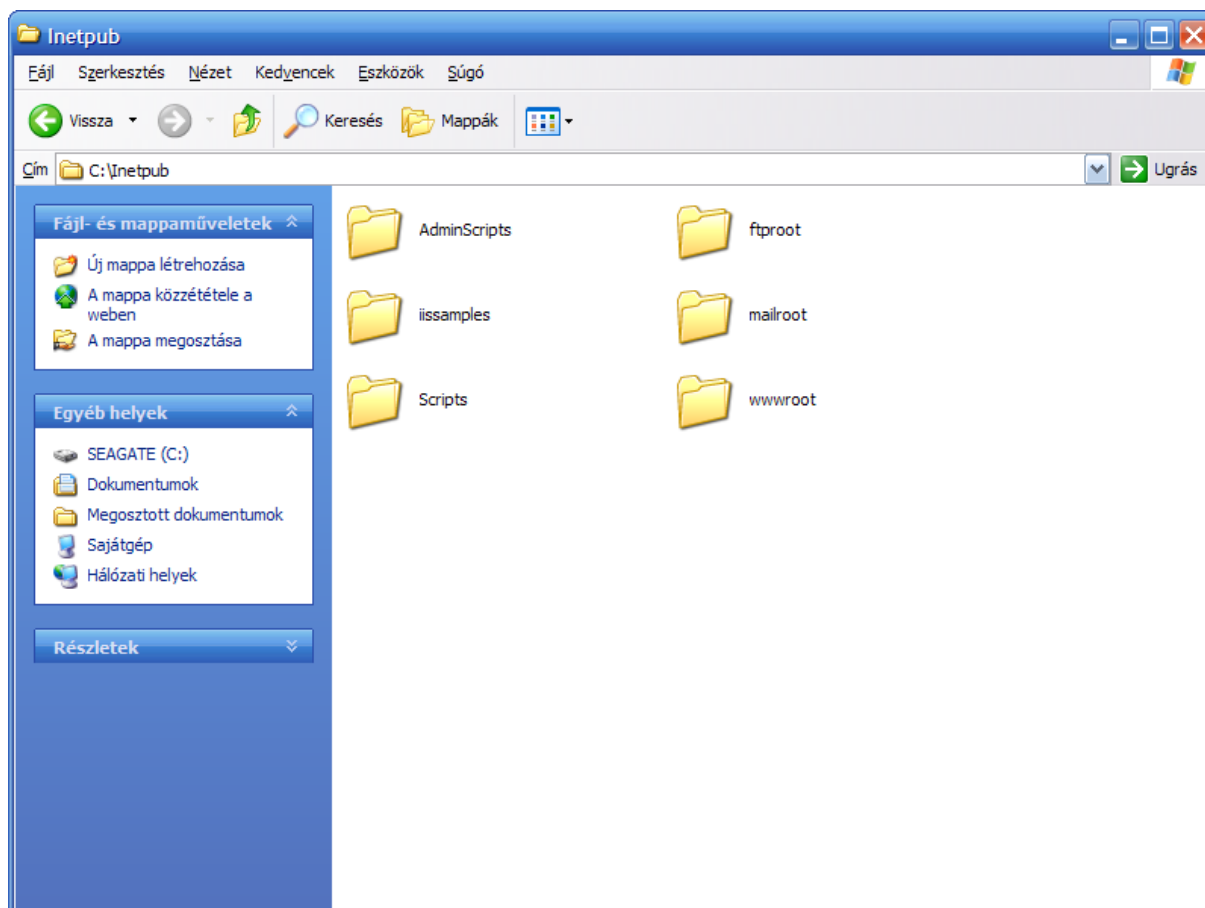 Inetpub
Fájl Szerkesztés Nézet Kedvencek Eszközök Súgó
Vissza Keresés Mappák
Cím C:\Inetpub Ugrás
Fájl- és mappaműveletek
Új mappa létrehozása
A mappa közzététele a
weben
A mappa megosztása
Egyéb helyek
SEAGATE (C:)
Dokumentumok
Megosztott dokumentumok
Sajátgép
Hálózati helyek
Részletek
AdminScripts ftproot
iissamples mailroot
Scripts wwwroot